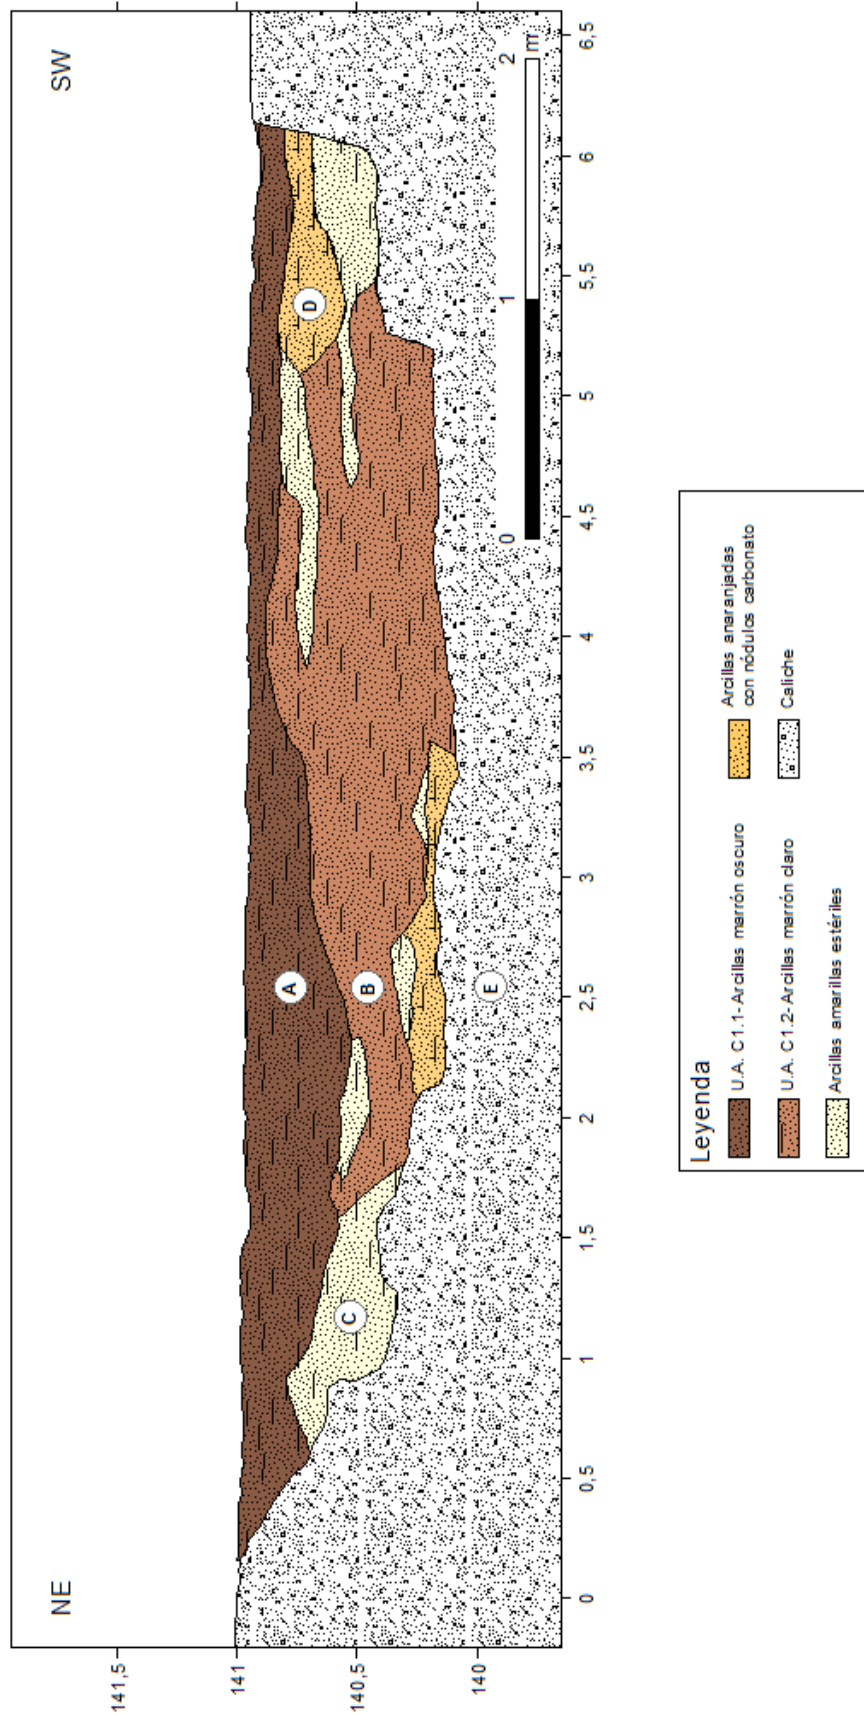 NE
SW
141,5
141
140,5
140
A
B
C
D
E
0
1
2
m
0
0,5
1
1,5
2
2,5
3
3,5
4
4,5
5
5,5
6
6,5
Leyenda
U.A. C1.1-Arcillas marrón oscuro
U.A. C1.2-Arcillas marrón claro
Arcillas amarillas estériles
Arcillas anaranjadas
con nódulos carbonato
Caliche